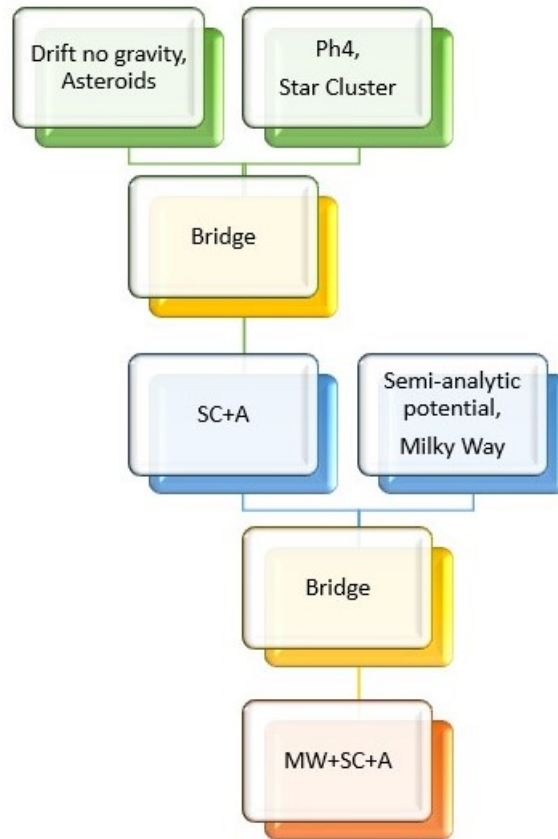 Drift no gravity,
Asteroids
Ph4,
Star Cluster
Bridge
SC+A
Semi-analytic
potential,
Milky Way
Bridge
MW+SC+A